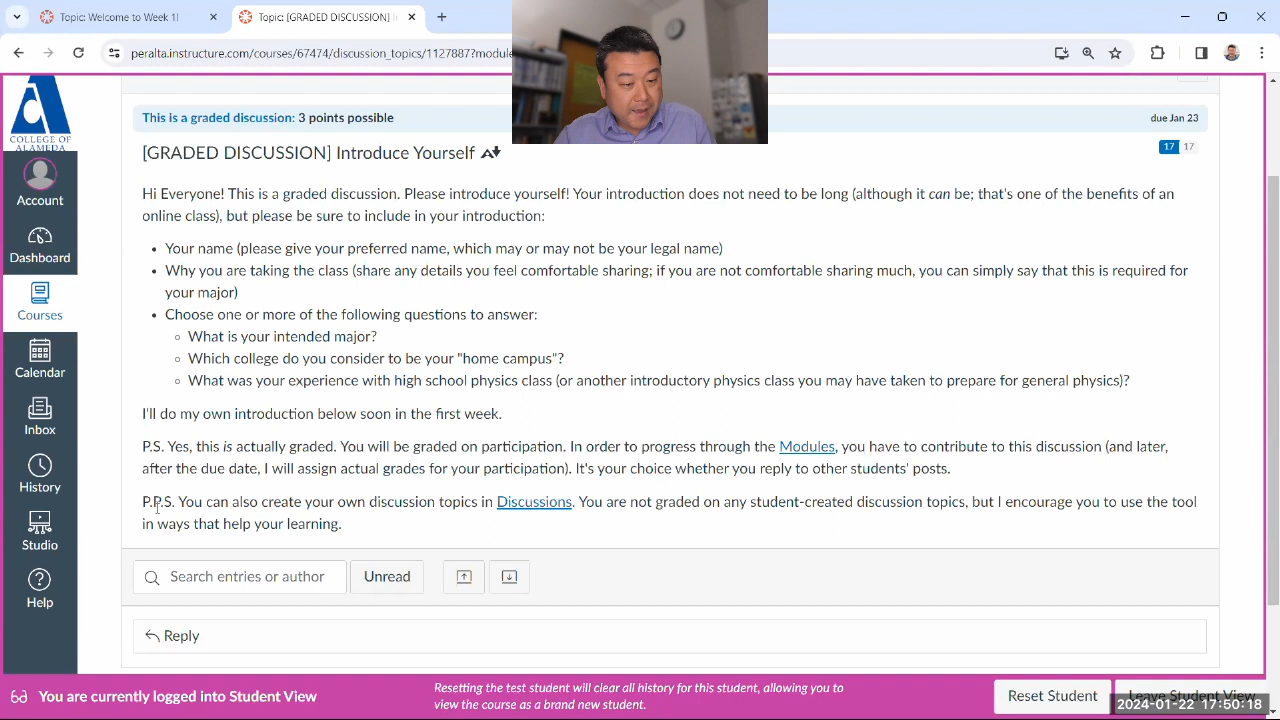 Topic: [G
Course M
peralta.instructure.com/courses/67474/discussion_topics/1127887?module
COLLEGE OF
ALAMEDA
This is a graded discussion: 3 points possible
due Jan 23
[GRADED DISCUSSION] Introduce Yourself
17 17
Hi Everyone! This is a graded discussion. Please introduce yourself! Your introduction does not need to be long (although it can be; that's one of the benefits of an
online class), but please be sure to include in your introduction:
• Your name (please give your preferred name, which may or may not be your legal name)
• Why you are taking the class (share any details you feel comfortable sharing; if you are not comfortable sharing much, you can simply say that this is required for
your major)
• Choose one or more of the following questions to answer:
◦ What is your intended major?
◦ Which college do you consider to be your "home campus"?
◦ What was your experience with high school physics class (or another introductory physics class you may have taken to prepare for general physics)?
I'll do my own introduction below soon in the first week.
P.S. Yes, this is actually graded. You will be graded on participation. In order to progress through the Modules, you have to contribute to this discussion (and later,
after the due date, I will assign actual grades for your participation). It's your choice whether you reply to other students' posts.
P.P.S. You can also create your own discussion topics in Discussions. You are not graded on any student-created discussion topics, but I encourage you to use the tool
in ways that help your learning.
Search entries or author
Unread
Reply
Account
Dashboard
Courses
Calendar
Inbox
History
Studio
Help
You are currently logged into Student View
Resetting the test student will clear all history for this student, allowing you to
view the course as a brand new student.
Reset Student
Leave Student View
2024-01-22 17:50:18